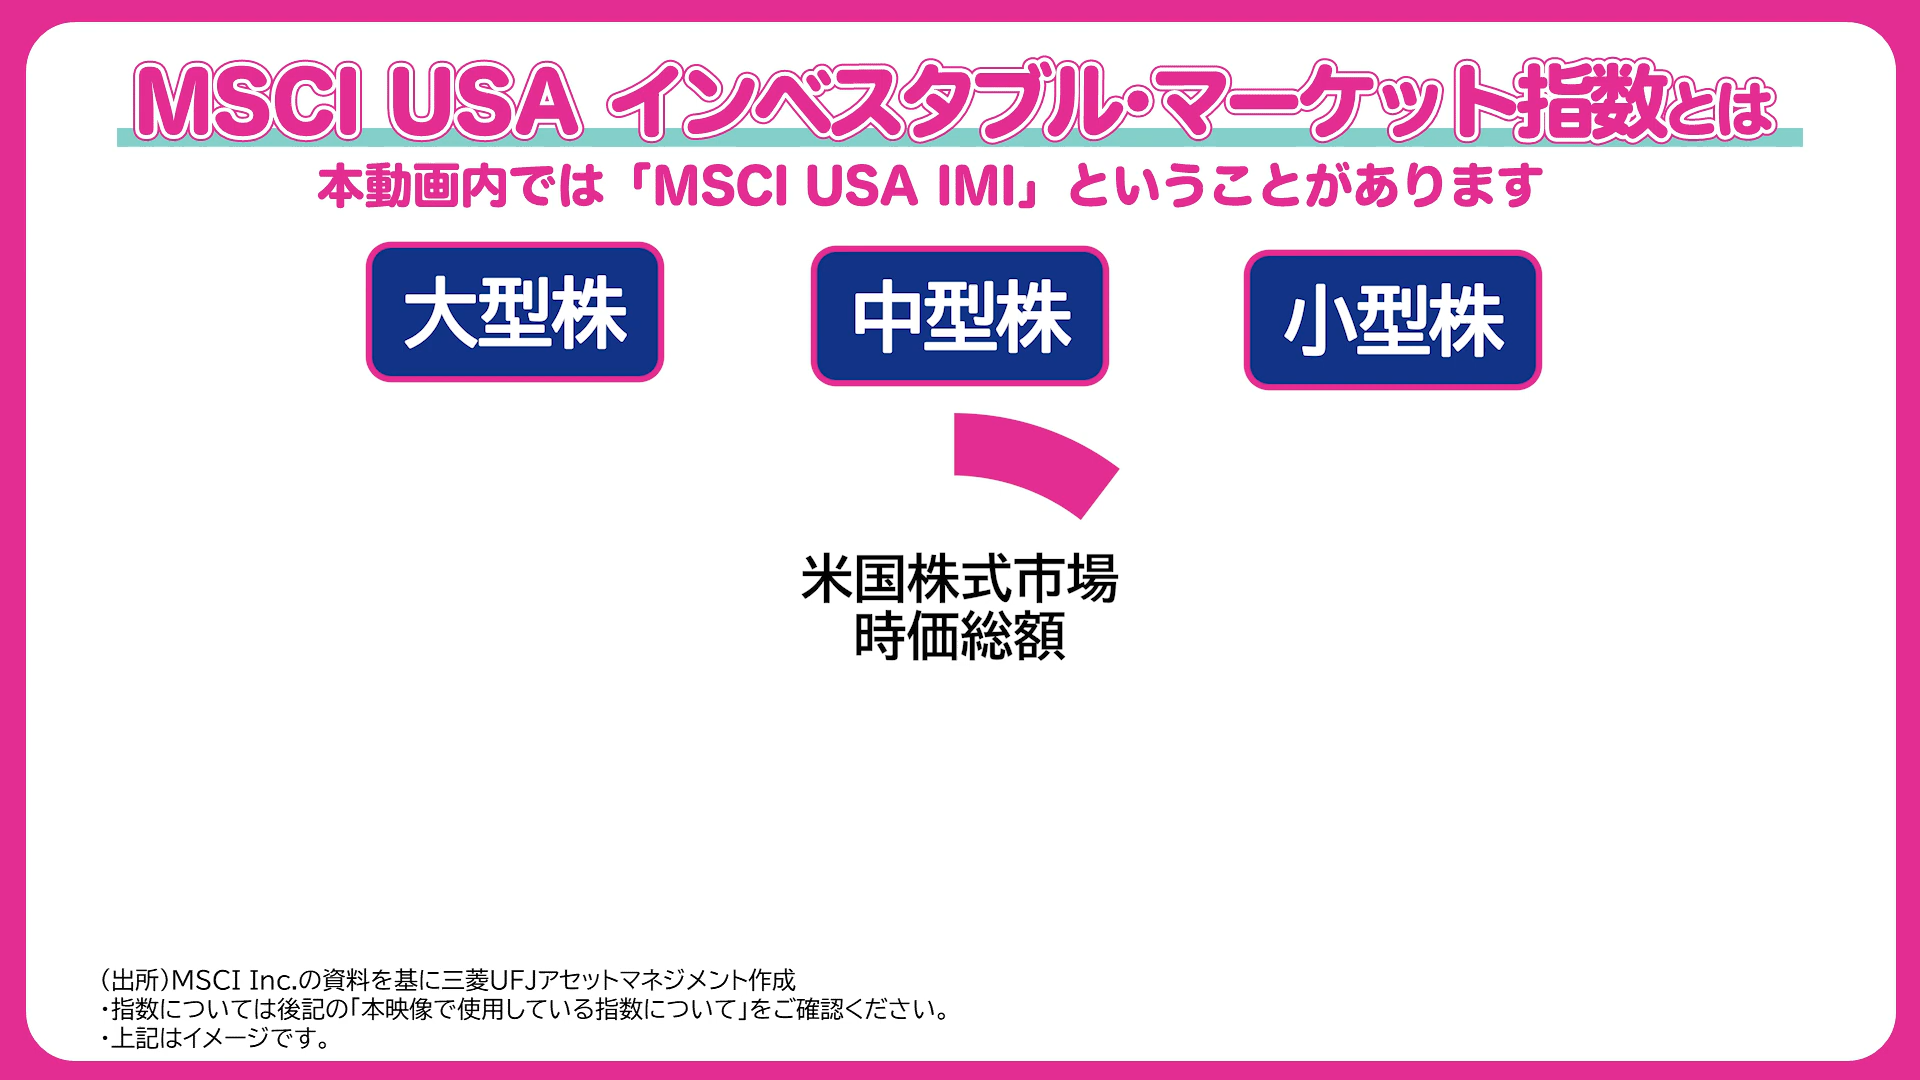 MSCI USA インベスタブル・マーケット指数とは
本動画内では「MSCI USA IMI」ということがあります
大型株
中型株
小型株
米国株式市場
時価総額
(出所)MSCI Inc.の資料を基に三菱UFJアセットマネジメント作成
・指数については後記の「本映像で使用している指数について」をご確認ください。
・上記はイメージです。